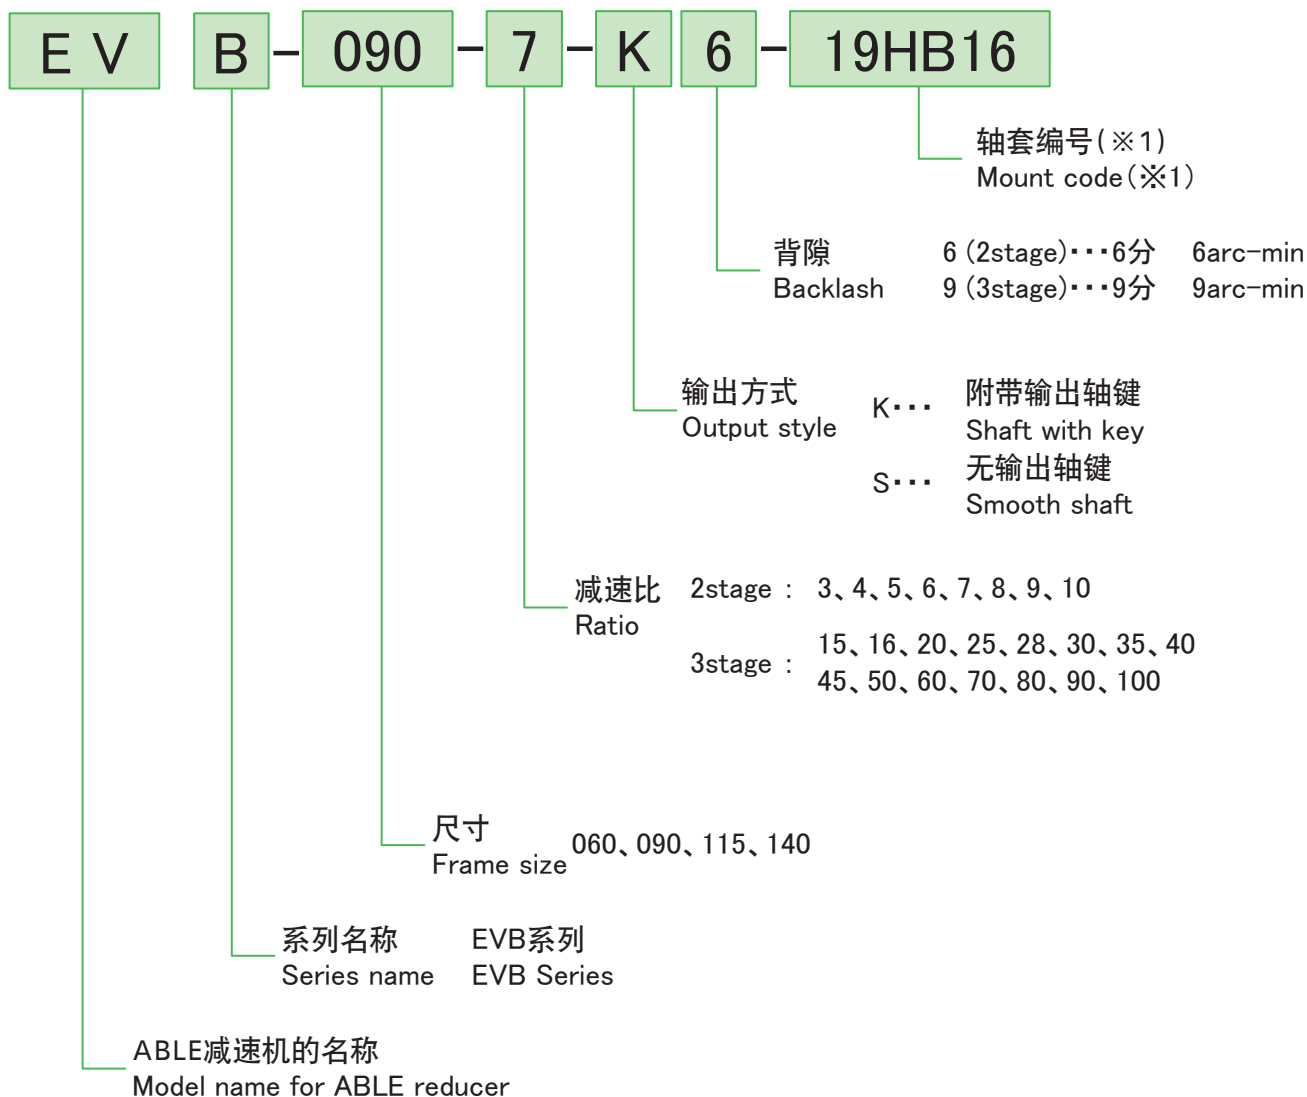 EV B-090-7-K 6-19HB16
轴套编号(※1)
Mount code(※1)
背隙 6(2stage)･･･6分 6arc-min
Backlash 9(3stage)･･･9分 9arc-min
输出方式 K･･･ 附带输出轴键
Output style Shaft with key
S･･･ 无输出轴键
Smooth shaft
减速比 2stage : 3、4、5、6、7、8、9、10
Ratio
3stage : 15、16、20、25、28、30、35、40
45、50、60、70、80、90、100
尺寸 060、090、115、140
Frame size
系列名称 EVB系列
Series name EVB Series
ABLE减速机的名称
Model name for ABLE reducer